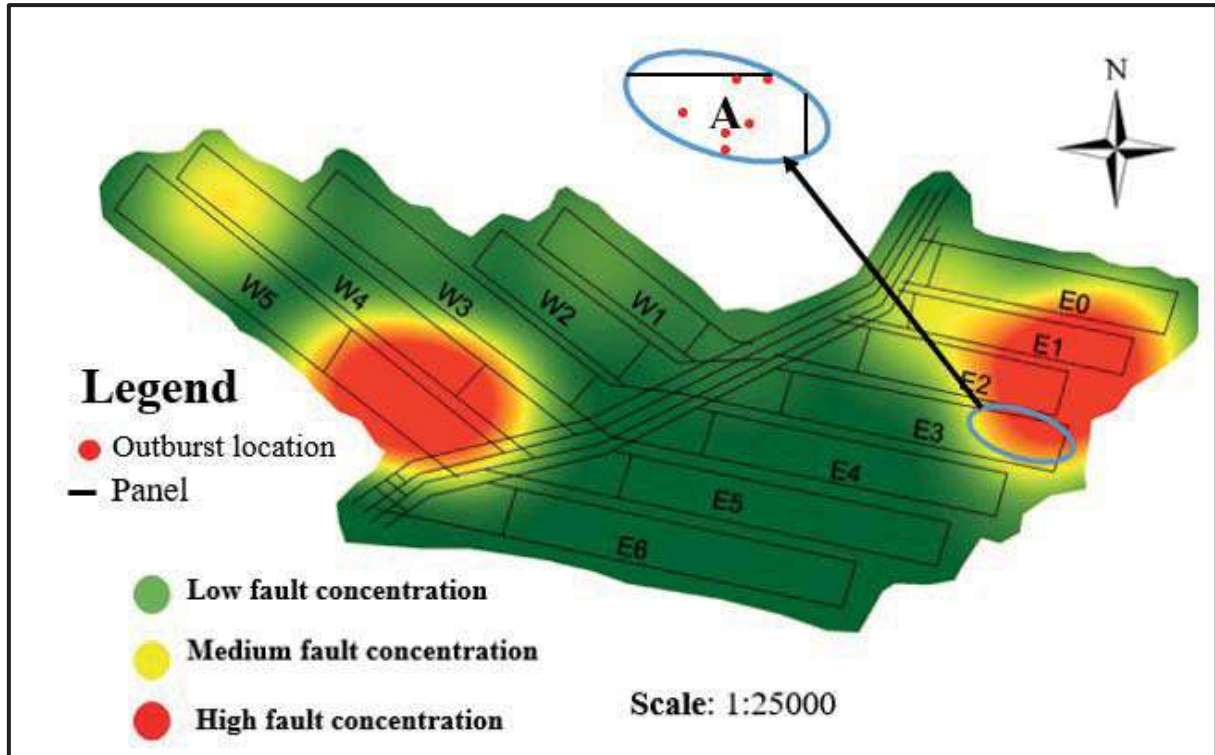 A
N
E0
E1
E2
E3
E4
E5
E6
W1
W2
W3
W4
W5
Legend
Outburst location
Panel
Low fault concentration
Medium fault concentration
High fault concentration
Scale: 1:25000